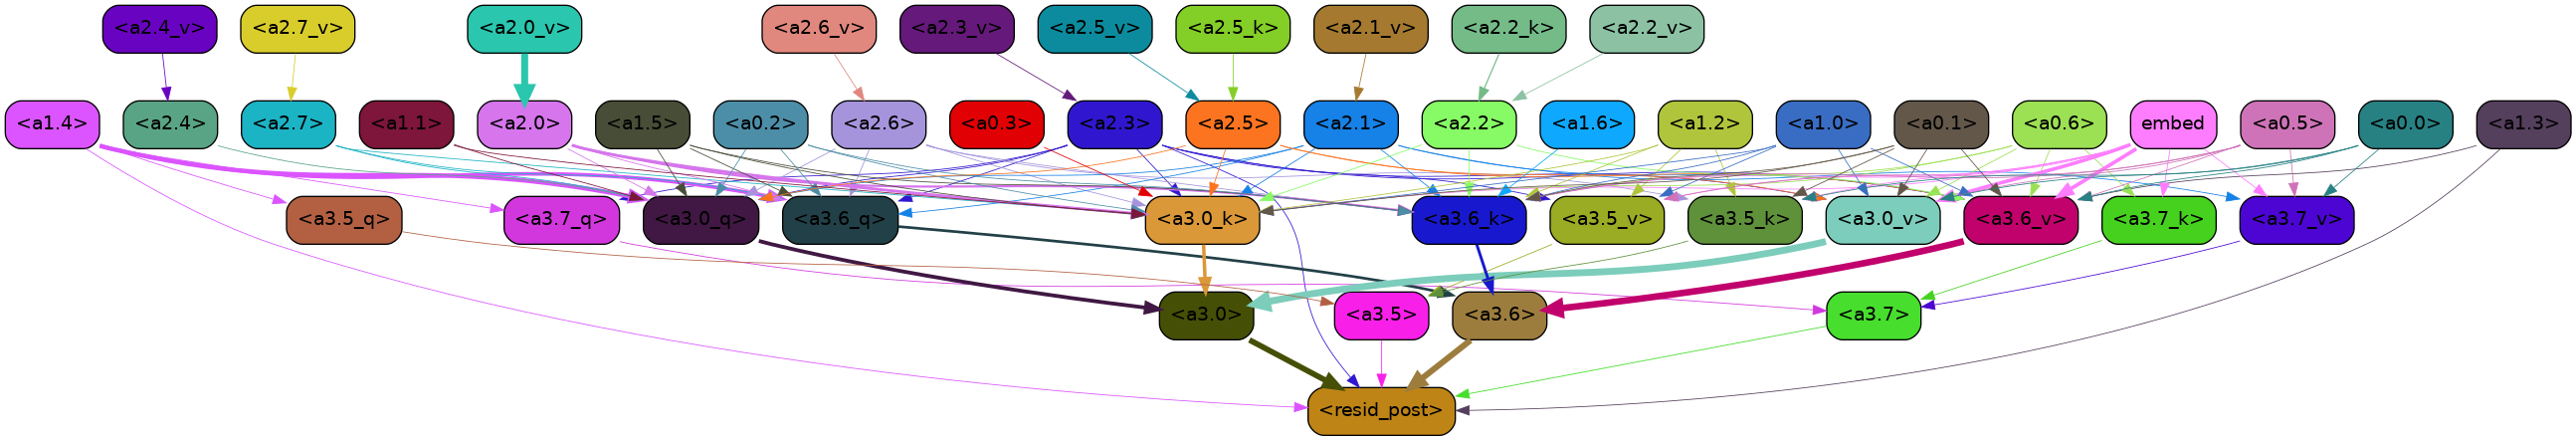 <a2.4_v> <a2.7_v> <a2.0_v> <a2.6_v> <a2.3_v> <a2.5_v> <a2.5_k> <a2.1_v> <a2.2_k> <a2.2_v>
<a1.4> <a2.4> <a2.7> <a1.1> <a2.0> <a1.5> <a0.2> <a2.6> <a0.3> <a2.3> <a2.5> <a2.1> <a2.2> <a1.6> <a1.2> <a1.0> <a0.1> <a0.6> embed <a0.5> <a0.0> <a1.3>
<a3.5_q> <a3.7_q> <a3.0_q> <a3.6_q> <a3.0_k> <a3.6_k> <a3.5_v> <a3.5_k> <a3.0_v> <a3.6_v> <a3.7_k> <a3.7_v>
<a3.0> <a3.5> <a3.6> <a3.7>
<resid_post>